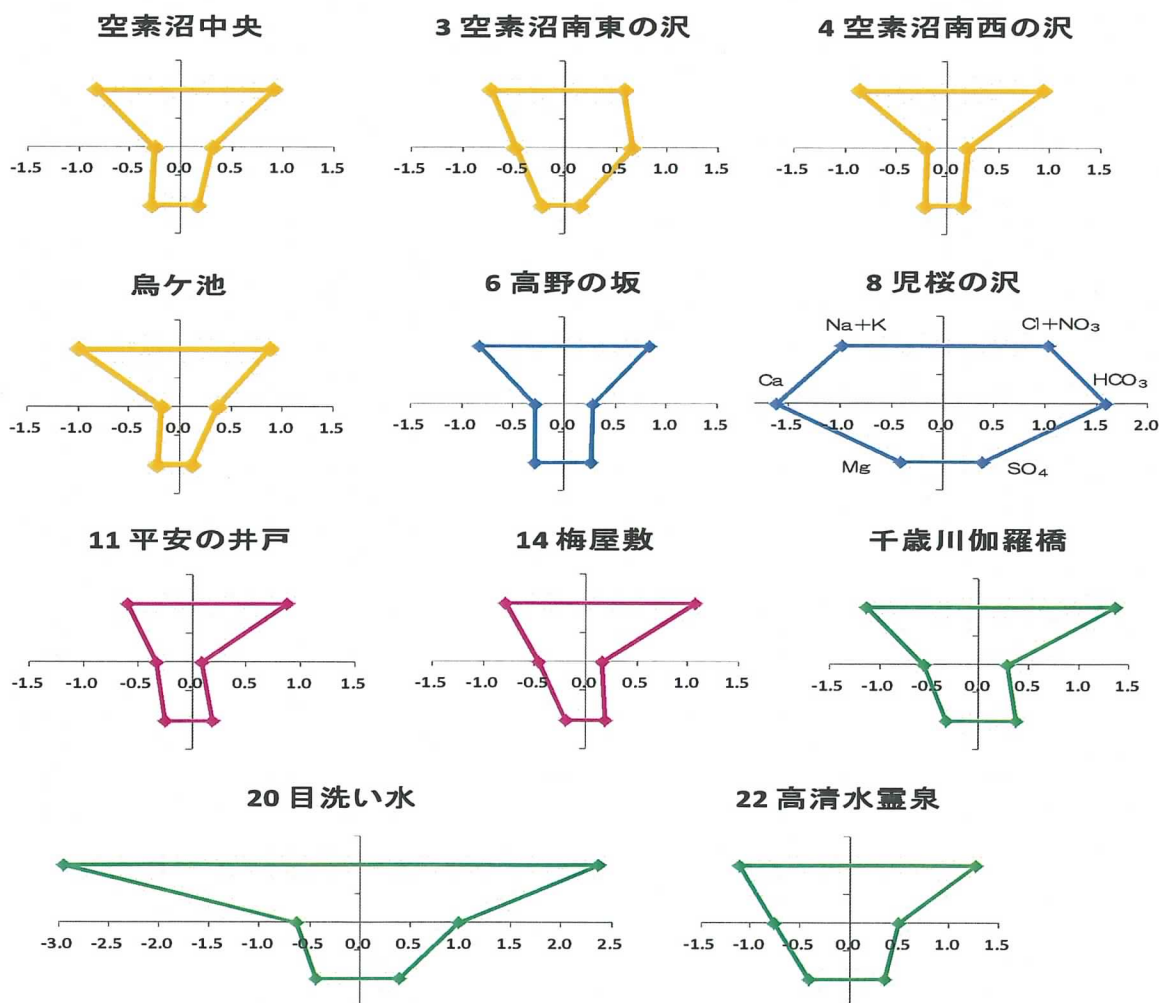 空素沼中央
3 空素沼南東の沢
4 空素沼南西の沢
-1.5 -1.0 -0.5 0.0 0.5 1.0 1.5
-1.5 -1.0 -0.5 0.0 0.5 1.0 1.5
-1.5 -1.0 -0.5 0.0 0.5 1.0 1.5
烏ケ池
6 高野の坂
8 児桜の沢
Na+K
Cl+NO₃
Ca
HCO₃
-1.5 -1.0 -0.5 0.0 0.5 1.0 1.5
-1.5 -1.0 -0.5 0.0 0.5 1.0 1.5
-1.5 -1.0 -0.5 0.0 0.5 1.0 1.5 2.0
Mg
SO₄
11 平安の井戸
14 梅屋敷
千歳川伽羅橋
-1.5 -1.0 -0.5 0.0 0.5 1.0 1.5
-1.5 -1.0 -0.5 0.0 0.5 1.0 1.5
-1.5 -1.0 -0.5 0.0 0.5 1.0 1.5
20 目洗い水
22 高清水霊泉
-3.0 -2.5 -2.0 -1.5 -1.0 -0.5 0.0 0.5 1.0 1.5 2.0 2.5
-1.5 -1.0 -0.5 0.0 0.5 1.0 1.5